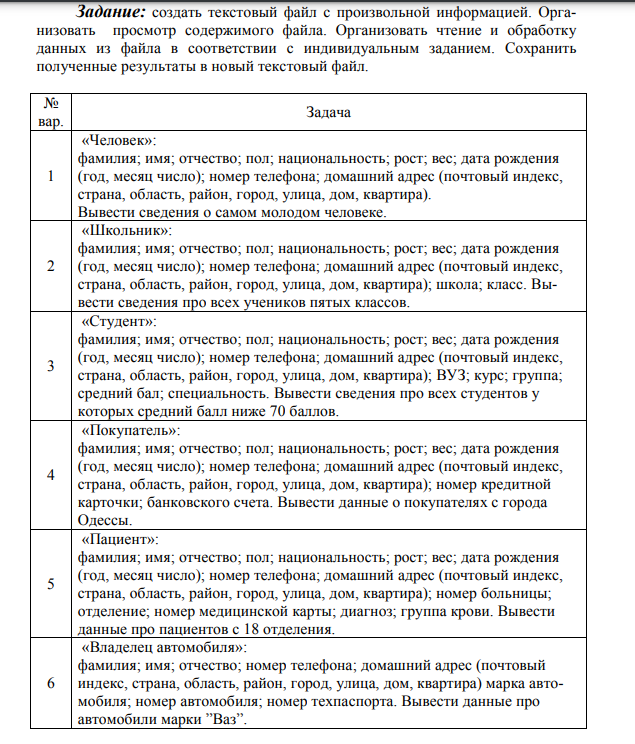 Задание: создать текстовый файл с произвольной информацией. Орга-
низовать просмотр содержимого файла. Организовать чтение и обработку
данных из файла в соответствии с индивидуальным заданием. Сохранить
полученные результаты в новый текстовый файл.
№
вар.
Задача
1
«Человек»:
фамилия; имя; отчество; пол; национальность; рост; вес; дата рождения
(год, месяц число); номер телефона; домашний адрес (почтовый индекс,
страна, область, район, город, улица, дом, квартира).
Вывести сведения о самом молодом человеке.
2
«Школьник»:
фамилия; имя; отчество; пол; национальность; рост; вес; дата рождения
(год, месяц число); номер телефона; домашний адрес (почтовый индекс,
страна, область, район, город, улица, дом, квартира); школа; класс. Вы-
вести сведения про всех учеников пятых классов.
3
«Студент»:
фамилия; имя; отчество; пол; национальность; рост; вес; дата рождения
(год, месяц число); номер телефона; домашний адрес (почтовый индекс,
страна, область, район, город, улица, дом, квартира); ВУЗ; курс; группа;
средний бал; специальность. Вывести сведения про всех студентов у
которых средний балл ниже 70 баллов.
4
«Покупатель»:
фамилия; имя; отчество; пол; национальность; рост; вес; дата рождения
(год, месяц число); номер телефона; домашний адрес (почтовый индекс,
страна, область, район, город, улица, дом, квартира); номер кредитной
карточки; банковского счета. Вывести данные о покупателях с города
Одессы.
5
«Пациент»:
фамилия; имя; отчество; пол; национальность; рост; вес; дата рождения
(год, месяц число); номер телефона; домашний адрес (почтовый индекс,
страна, область, район, город, улица, дом, квартира); номер больницы;
отделение; номер медицинской карты; диагноз; группа крови. Вывести
данные про пациентов с 18 отделения.
6
«Владелец автомобиля»:
фамилия; имя; отчество; номер телефона; домашний адрес (почтовый
индекс, страна, область, район, город, улица, дом, квартира) марка авто-
мобиля; номер автомобиля; номер техпаспорта. Вывести данные про
автомобили марки ”Ваз”.